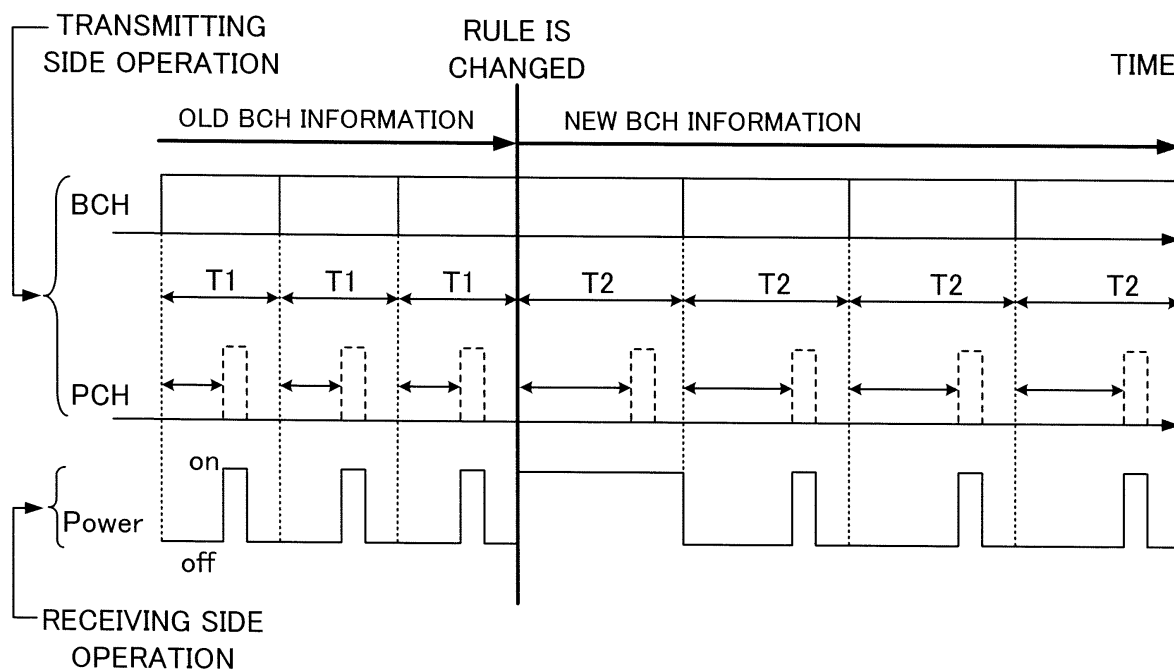 TRANSMITTING
SIDE OPERATION
RULE IS
CHANGED
TIME
OLD BCH INFORMATION
NEW BCH INFORMATION
BCH
T1
T1
T1
T2
T2
T2
T2
PCH
on
Power
off
RECEIVING SIDE
OPERATION